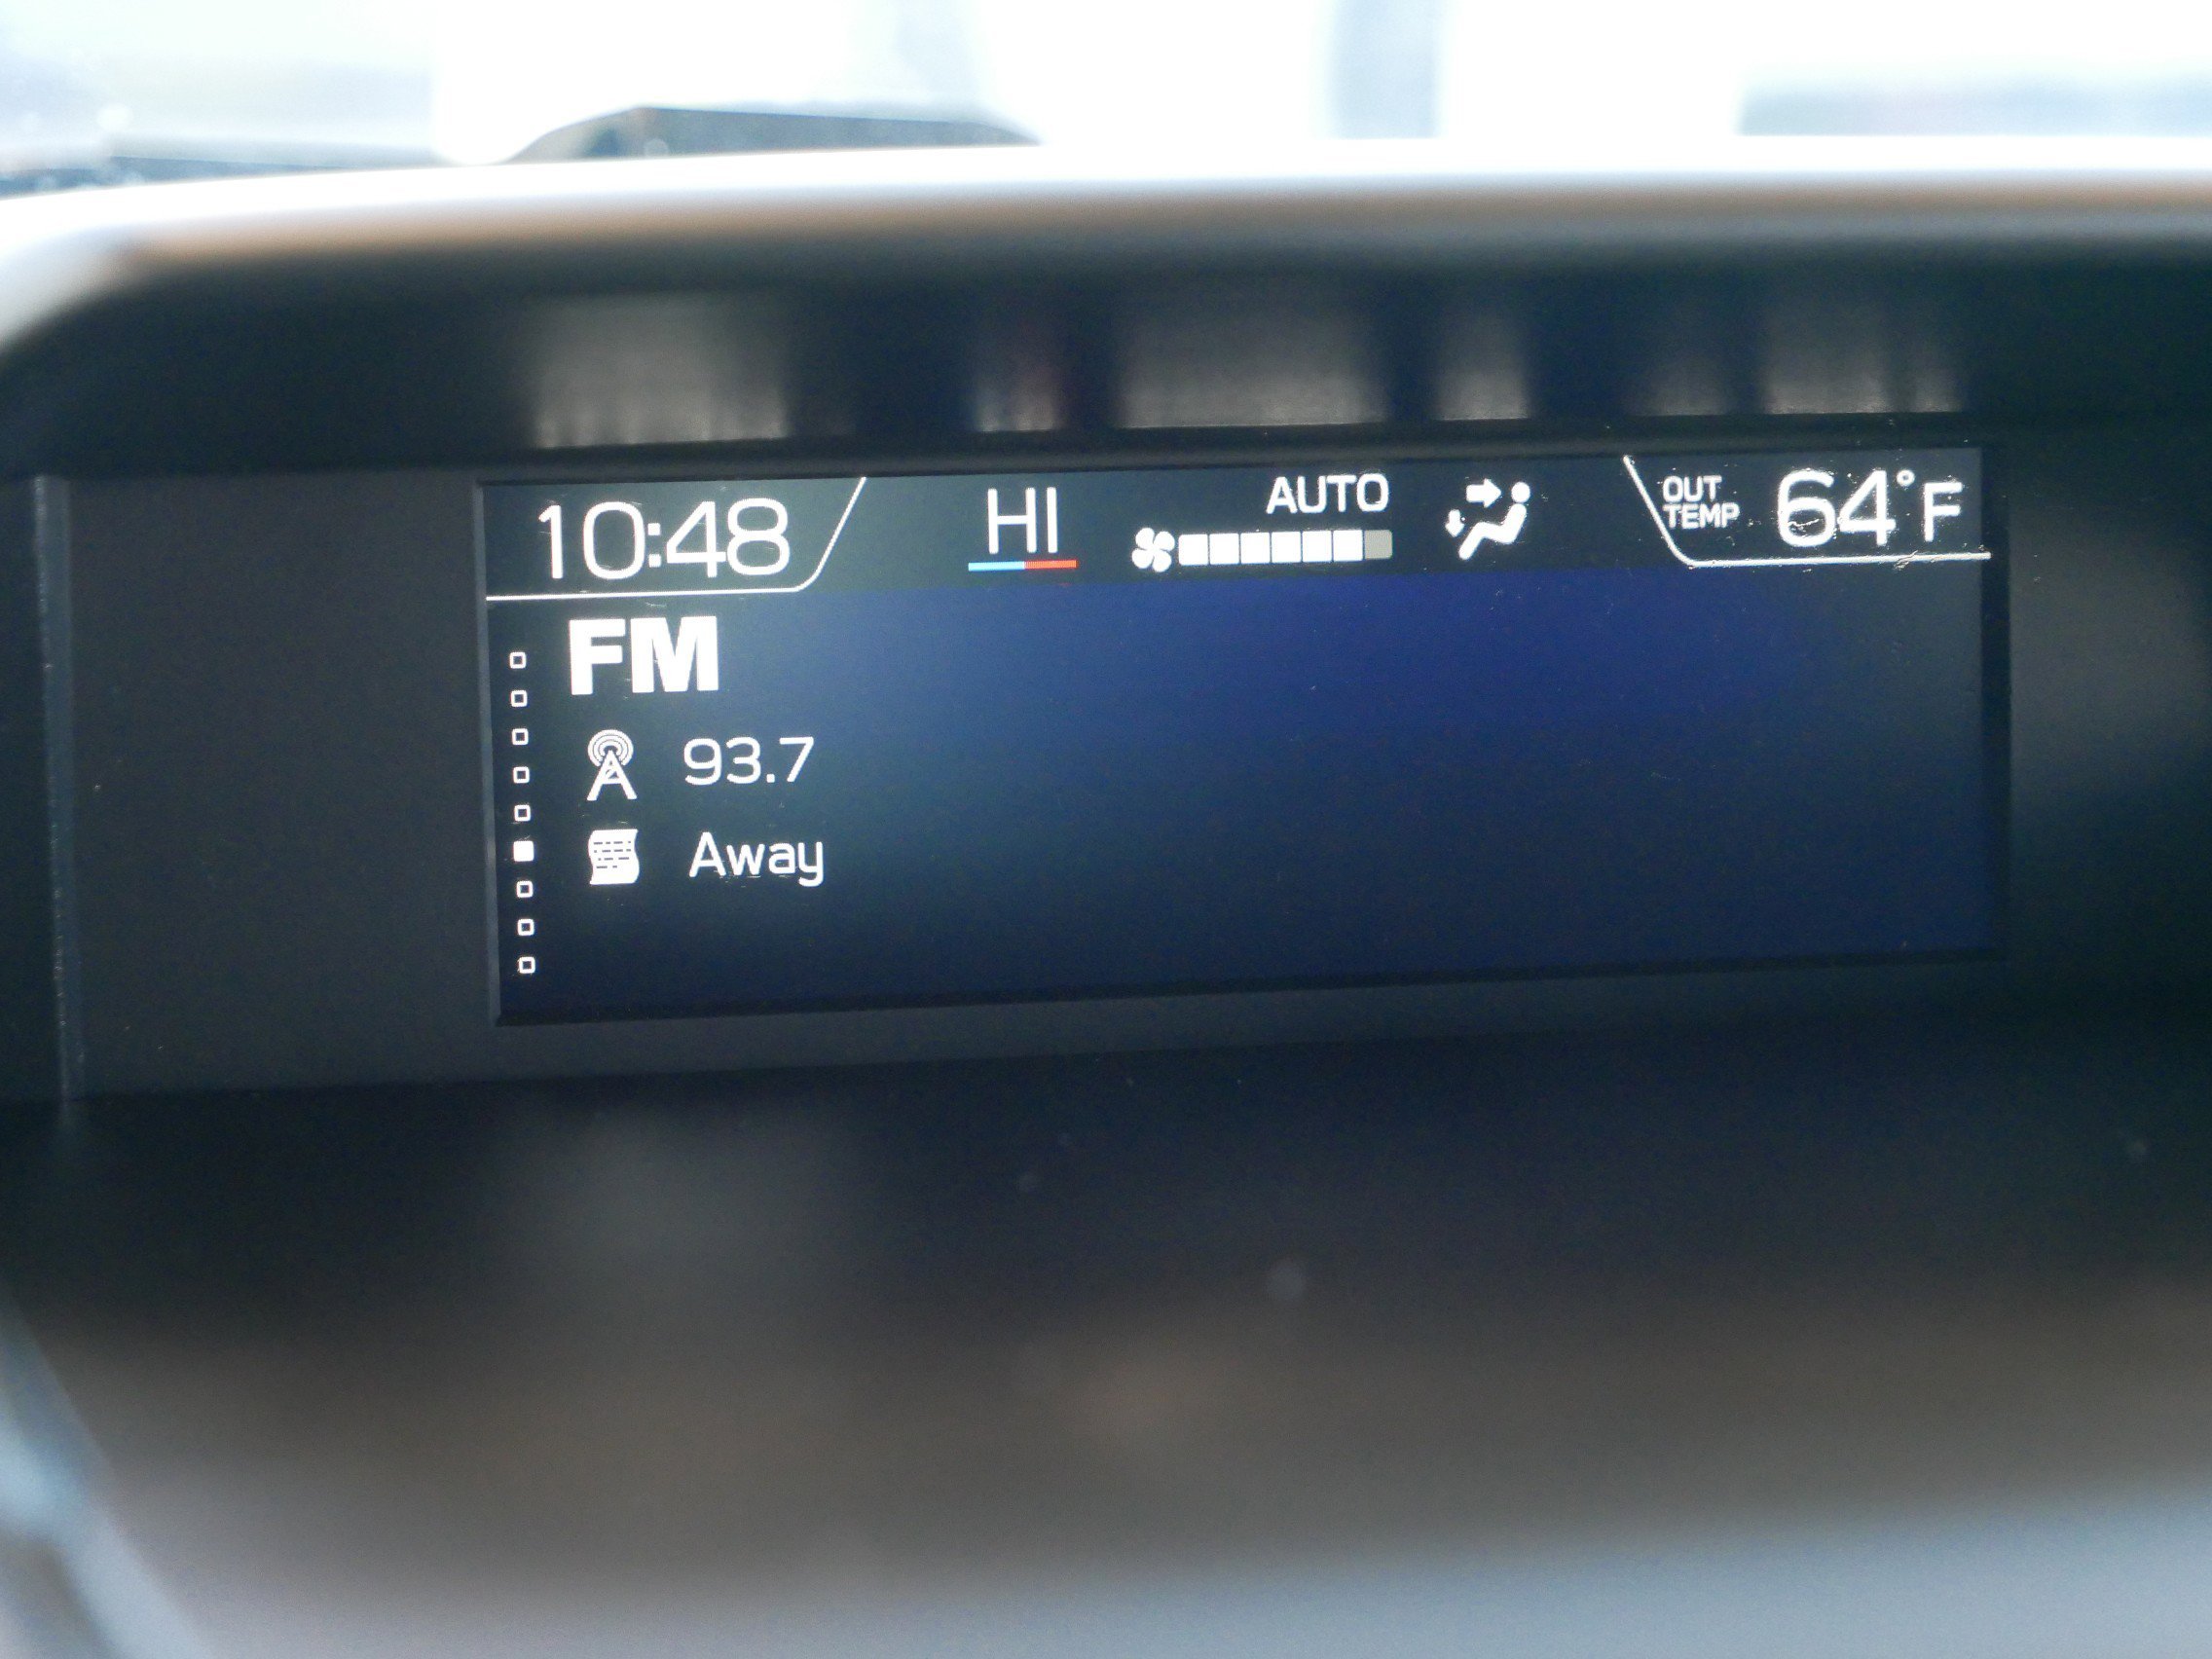 10:48
HI
AUTO
OUT
TEMP
64°F
FM
93.7
Away